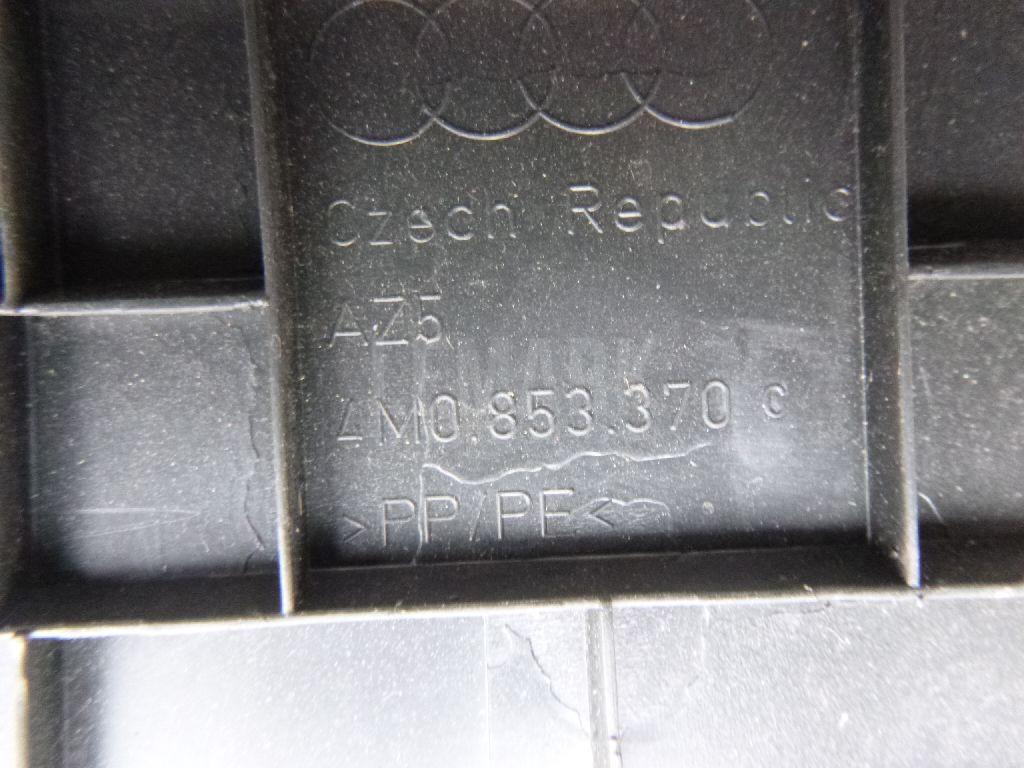 Czech Republic
AZ5
4M0.853.370 C
>PP/PE<